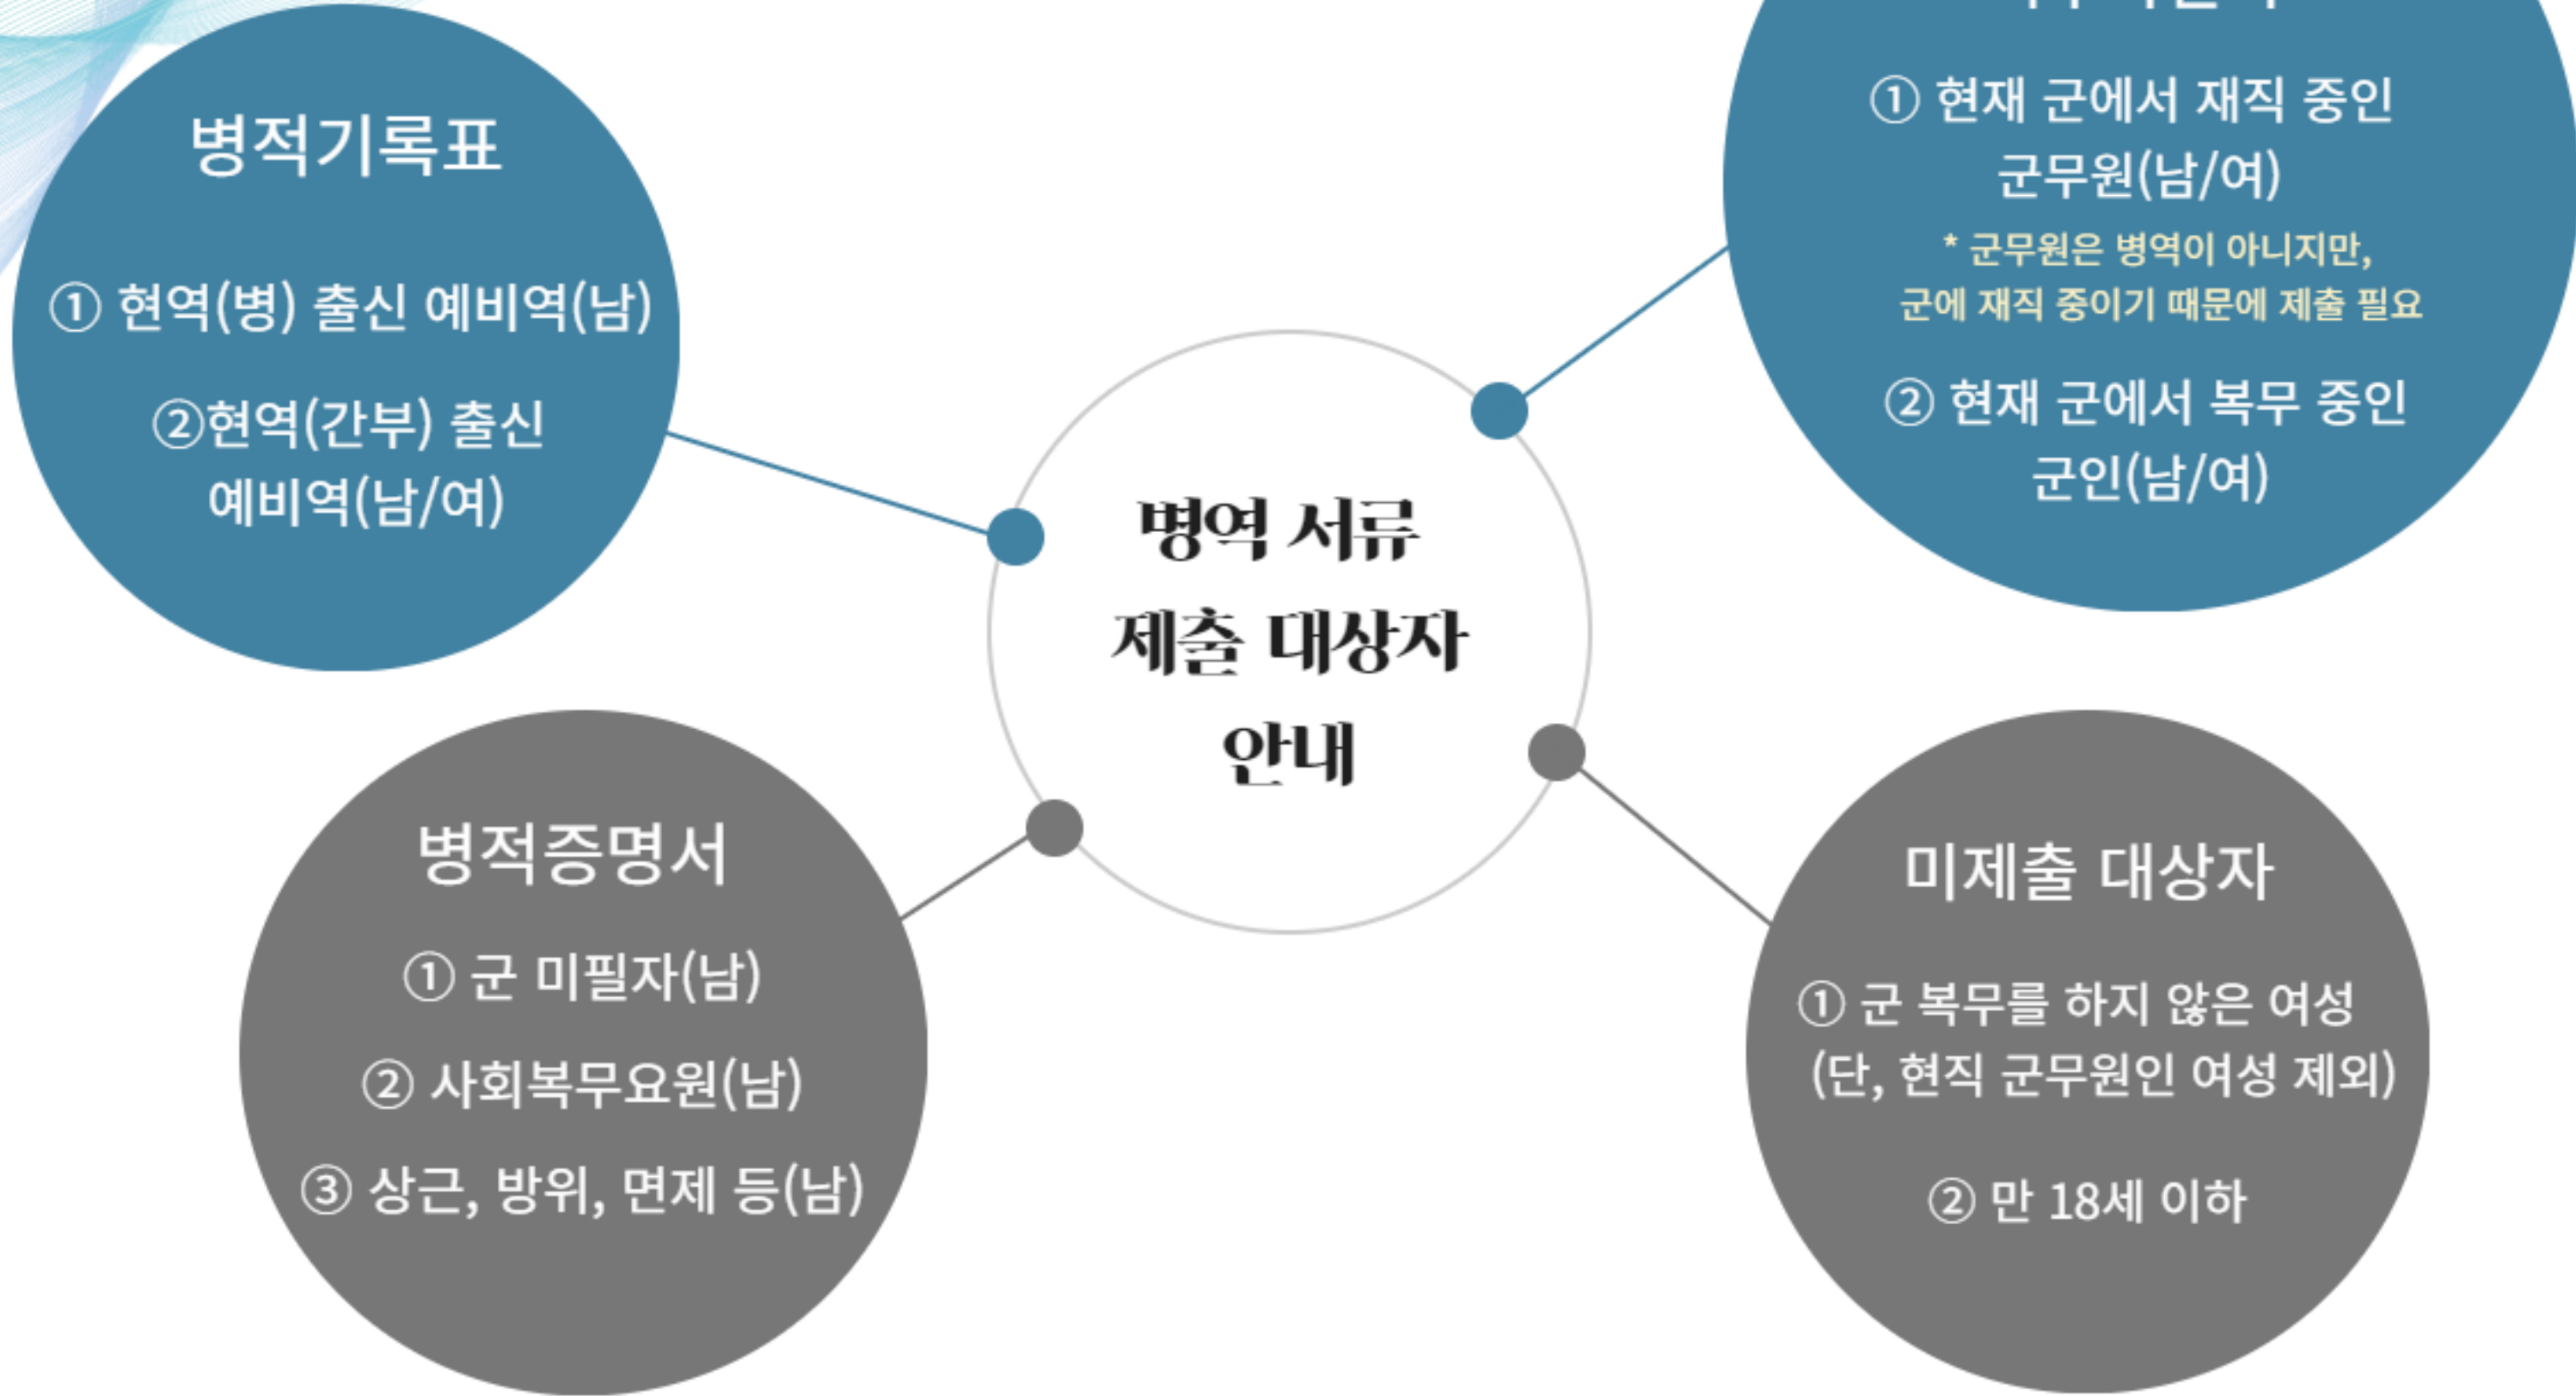 병적기록표
① 현역(병) 출신 예비역(남)
②현역(간부) 출신
예비역(남/여)
① 현재 군에서 재직 중인
군무원(남/여)
* 군무원은 병역이 아니지만,
군에 재직 중이기 때문에 제출 필요
② 현재 군에서 복무 중인
군인(남/여)
병역 서류
제출 대상자
안내
병적증명서
① 군 미필자(남)
② 사회복무요원(남)
③ 상근, 방위, 면제 등(남)
미제출 대상자
① 군 복무를 하지 않은 여성
(단, 현직 군무원인 여성 제외)
② 만 18세 이하